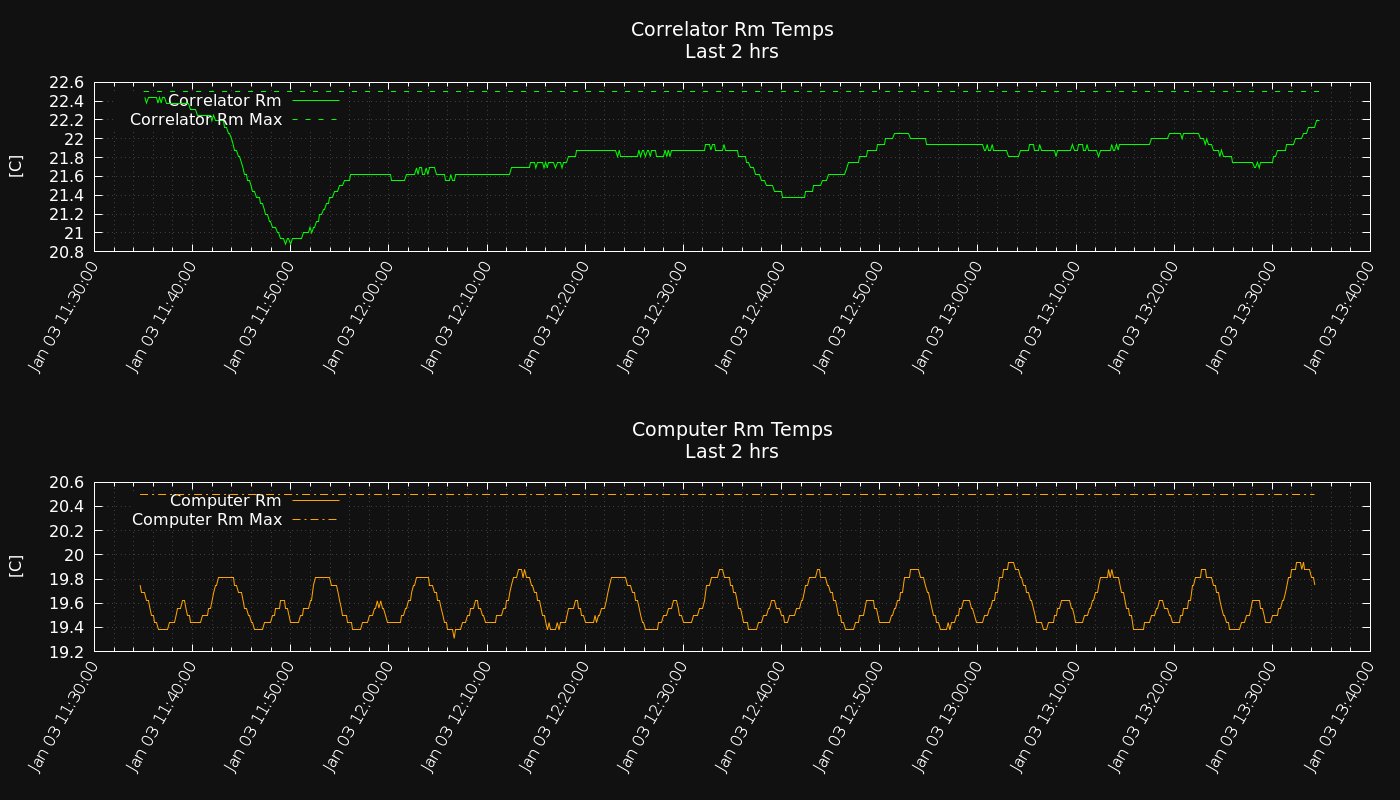 Correlator Rm Temps
Last 2 hrs
[C]
22.6
22.4
22.2
22
21.8
21.6
21.4
21.2
21
20.8
Correlator Rm
Correlator Rm Max
Jan 03 11:30:00
Jan 03 11:40:00
Jan 03 11:50:00
Jan 03 12:00:00
Jan 03 12:10:00
Jan 03 12:20:00
Jan 03 12:30:00
Jan 03 12:40:00
Jan 03 12:50:00
Jan 03 13:00:00
Jan 03 13:10:00
Jan 03 13:20:00
Jan 03 13:30:00
Jan 03 13:40:00
Computer Rm Temps
Last 2 hrs
[C]
20.6
20.4
20.2
20
19.8
19.6
19.4
19.2
Computer Rm
Computer Rm Max
Jan 03 11:30:00
Jan 03 11:40:00
Jan 03 11:50:00
Jan 03 12:00:00
Jan 03 12:10:00
Jan 03 12:20:00
Jan 03 12:30:00
Jan 03 12:40:00
Jan 03 12:50:00
Jan 03 13:00:00
Jan 03 13:10:00
Jan 03 13:20:00
Jan 03 13:30:00
Jan 03 13:40:00